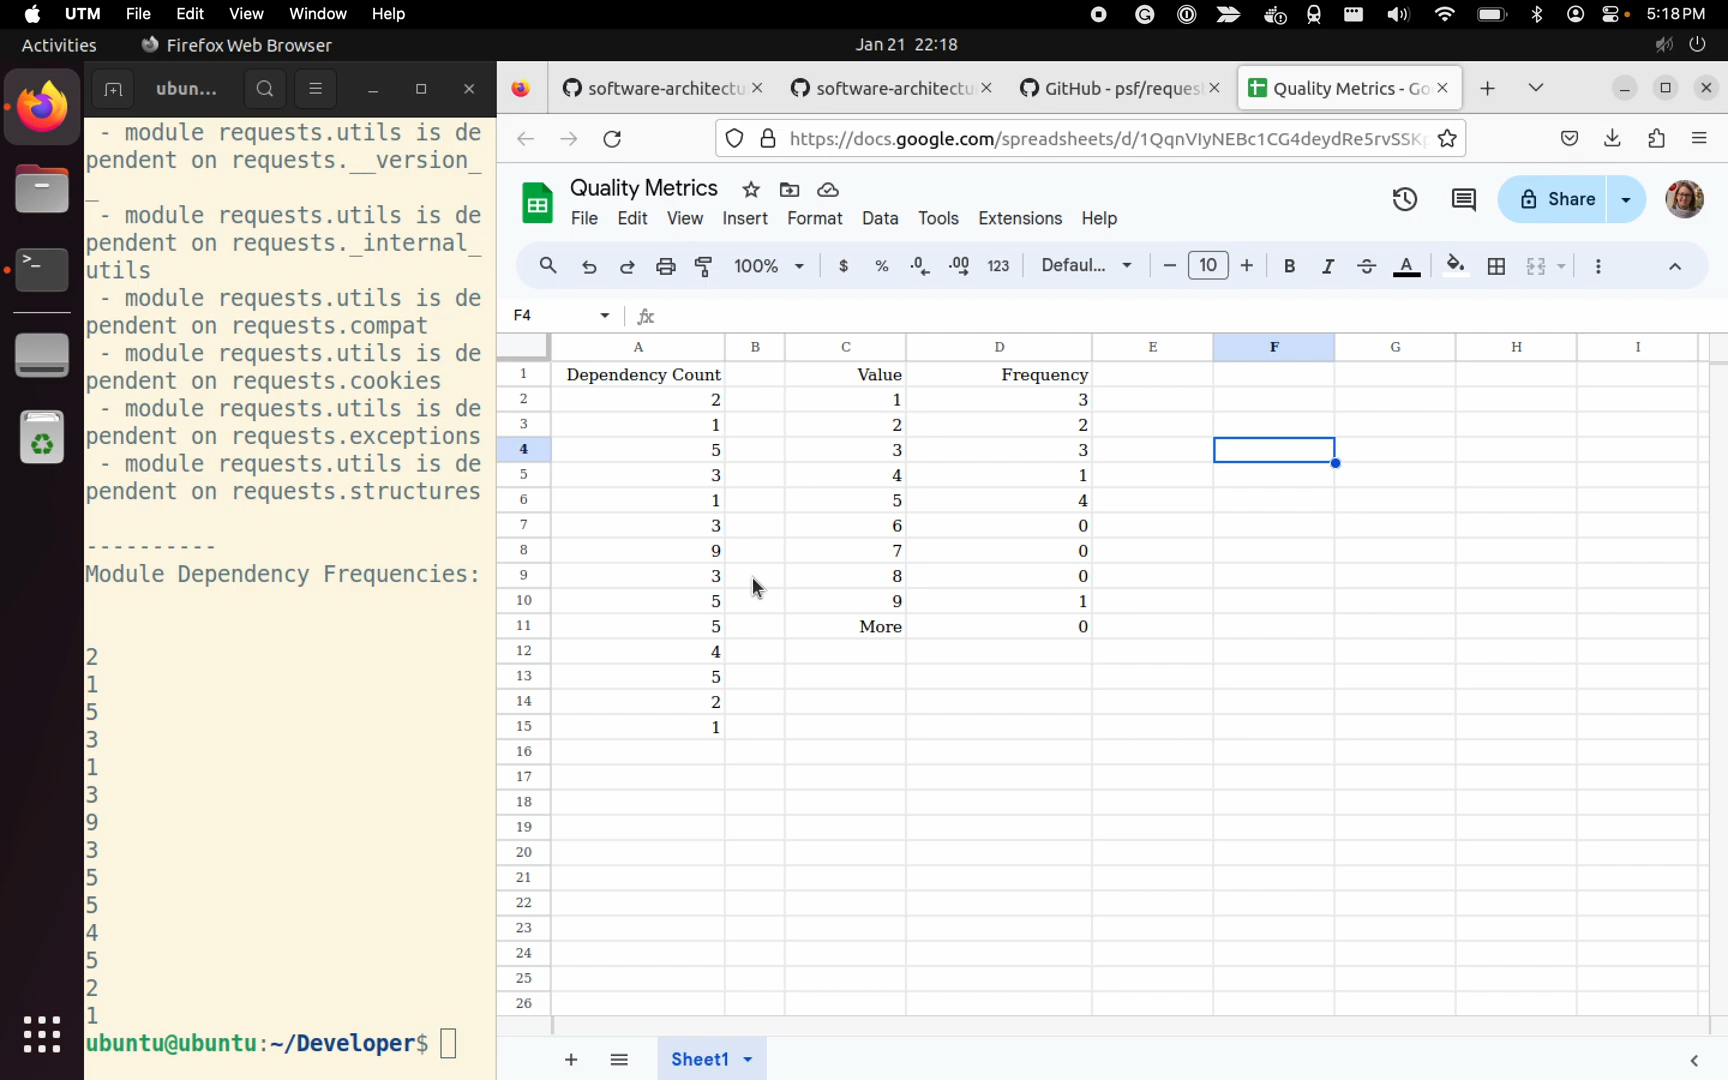 UTM File Edit View Window Help 5:18 PM
Activities Firefox Web Browser Jan 21 22:18
ubun...
- module requests.utils is de
pendent on requests.__version_
_
- module requests.utils is de
pendent on requests._internal_
utils
- module requests.utils is de
pendent on requests.compat
- module requests.utils is de
pendent on requests.cookies
- module requests.utils is de
pendent on requests.exceptions
- module requests.utils is de
pendent on requests.structures
----------
Module Dependency Frequencies:
2
1
5
3
1
3
9
3
5
5
4
5
2
1
ubuntu@ubuntu:~/Developer$
software-architectu software-architectu GitHub - psf/reques Quality Metrics - Go
https://docs.google.com/spreadsheets/d/1QqnVIyNEBc1CG4deydRe5rvSSK
Quality Metrics
File Edit View Insert Format Data Tools Extensions Help
Share
100% $ % .0 .00 123 Defaul... 10 B I A
F4 fx
A B C D E F G H I
1 Dependency Count Value Frequency
2 2 1 3
3 1 2 2
4 5 3 3
5 3 4 1
6 1 5 4
7 3 6 0
8 9 7 0
9 3 8 0
10 5 9 1
11 5 More 0
12 4
13 5
14 2
15 1
16
17
18
19
20
21
22
23
24
25
26
Sheet1